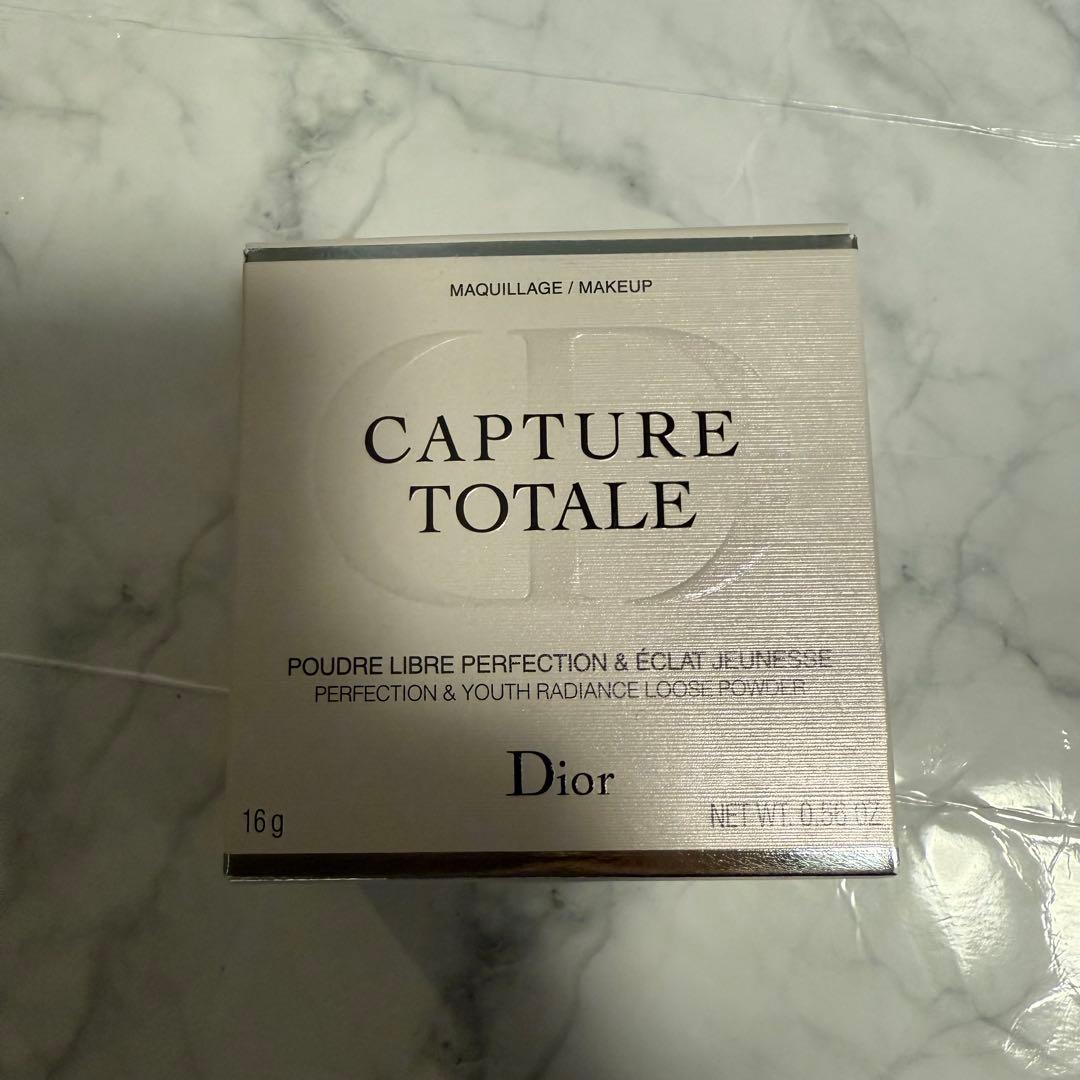 MAQUILLAGE / MAKEUP
CAPTURE
TOTALE
POUDRE LIBRE PERFECTION & ÉCLAT JEUNESSE
PERFECTION & YOUTH RADIANCE LOOSE POWDER
Dior
16 g
NET WT. 0.56 OZ